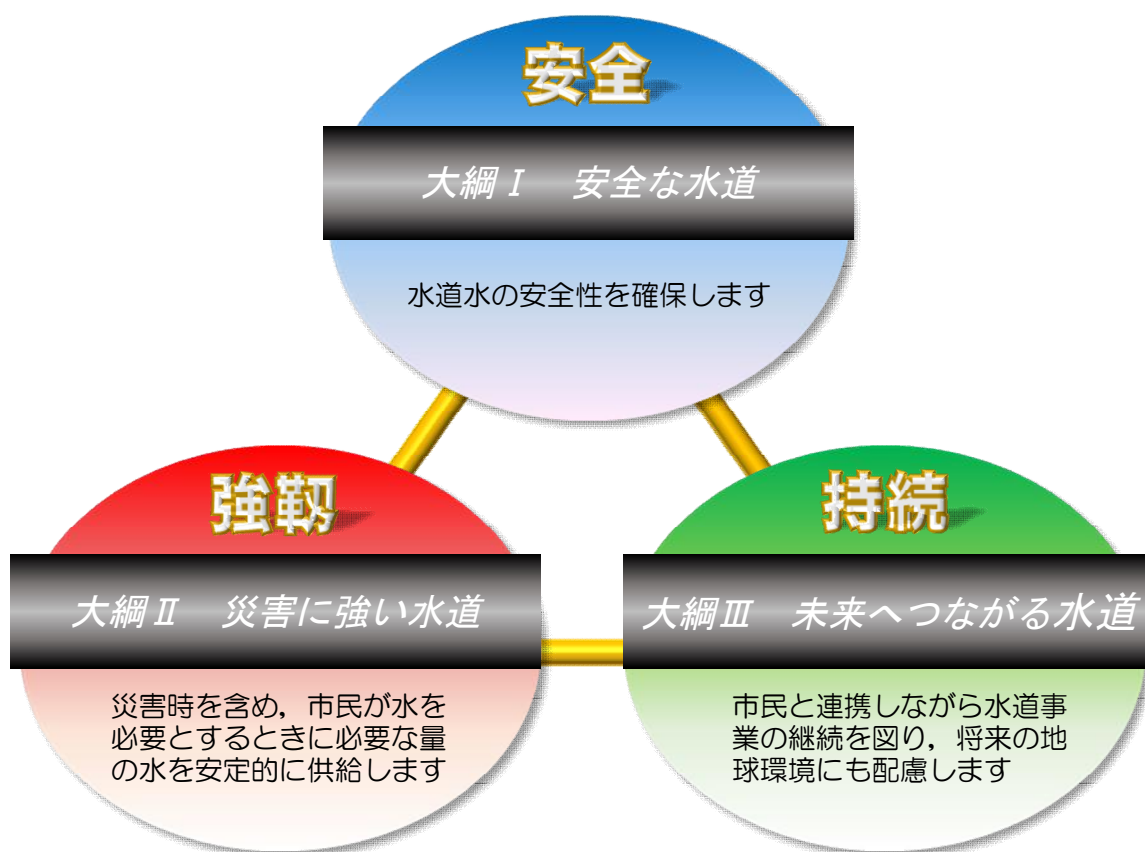 安全
大綱Ⅰ　安全な水道
水道水の安全性を確保します
強靱
大綱Ⅱ　災害に強い水道
災害時を含め，市民が水を
必要とするときに必要な量
の水を安定的に供給します
持続
大綱Ⅲ　未来へつながる水道
市民と連携しながら水道事
業の継続を図り，将来の地
球環境にも配慮します